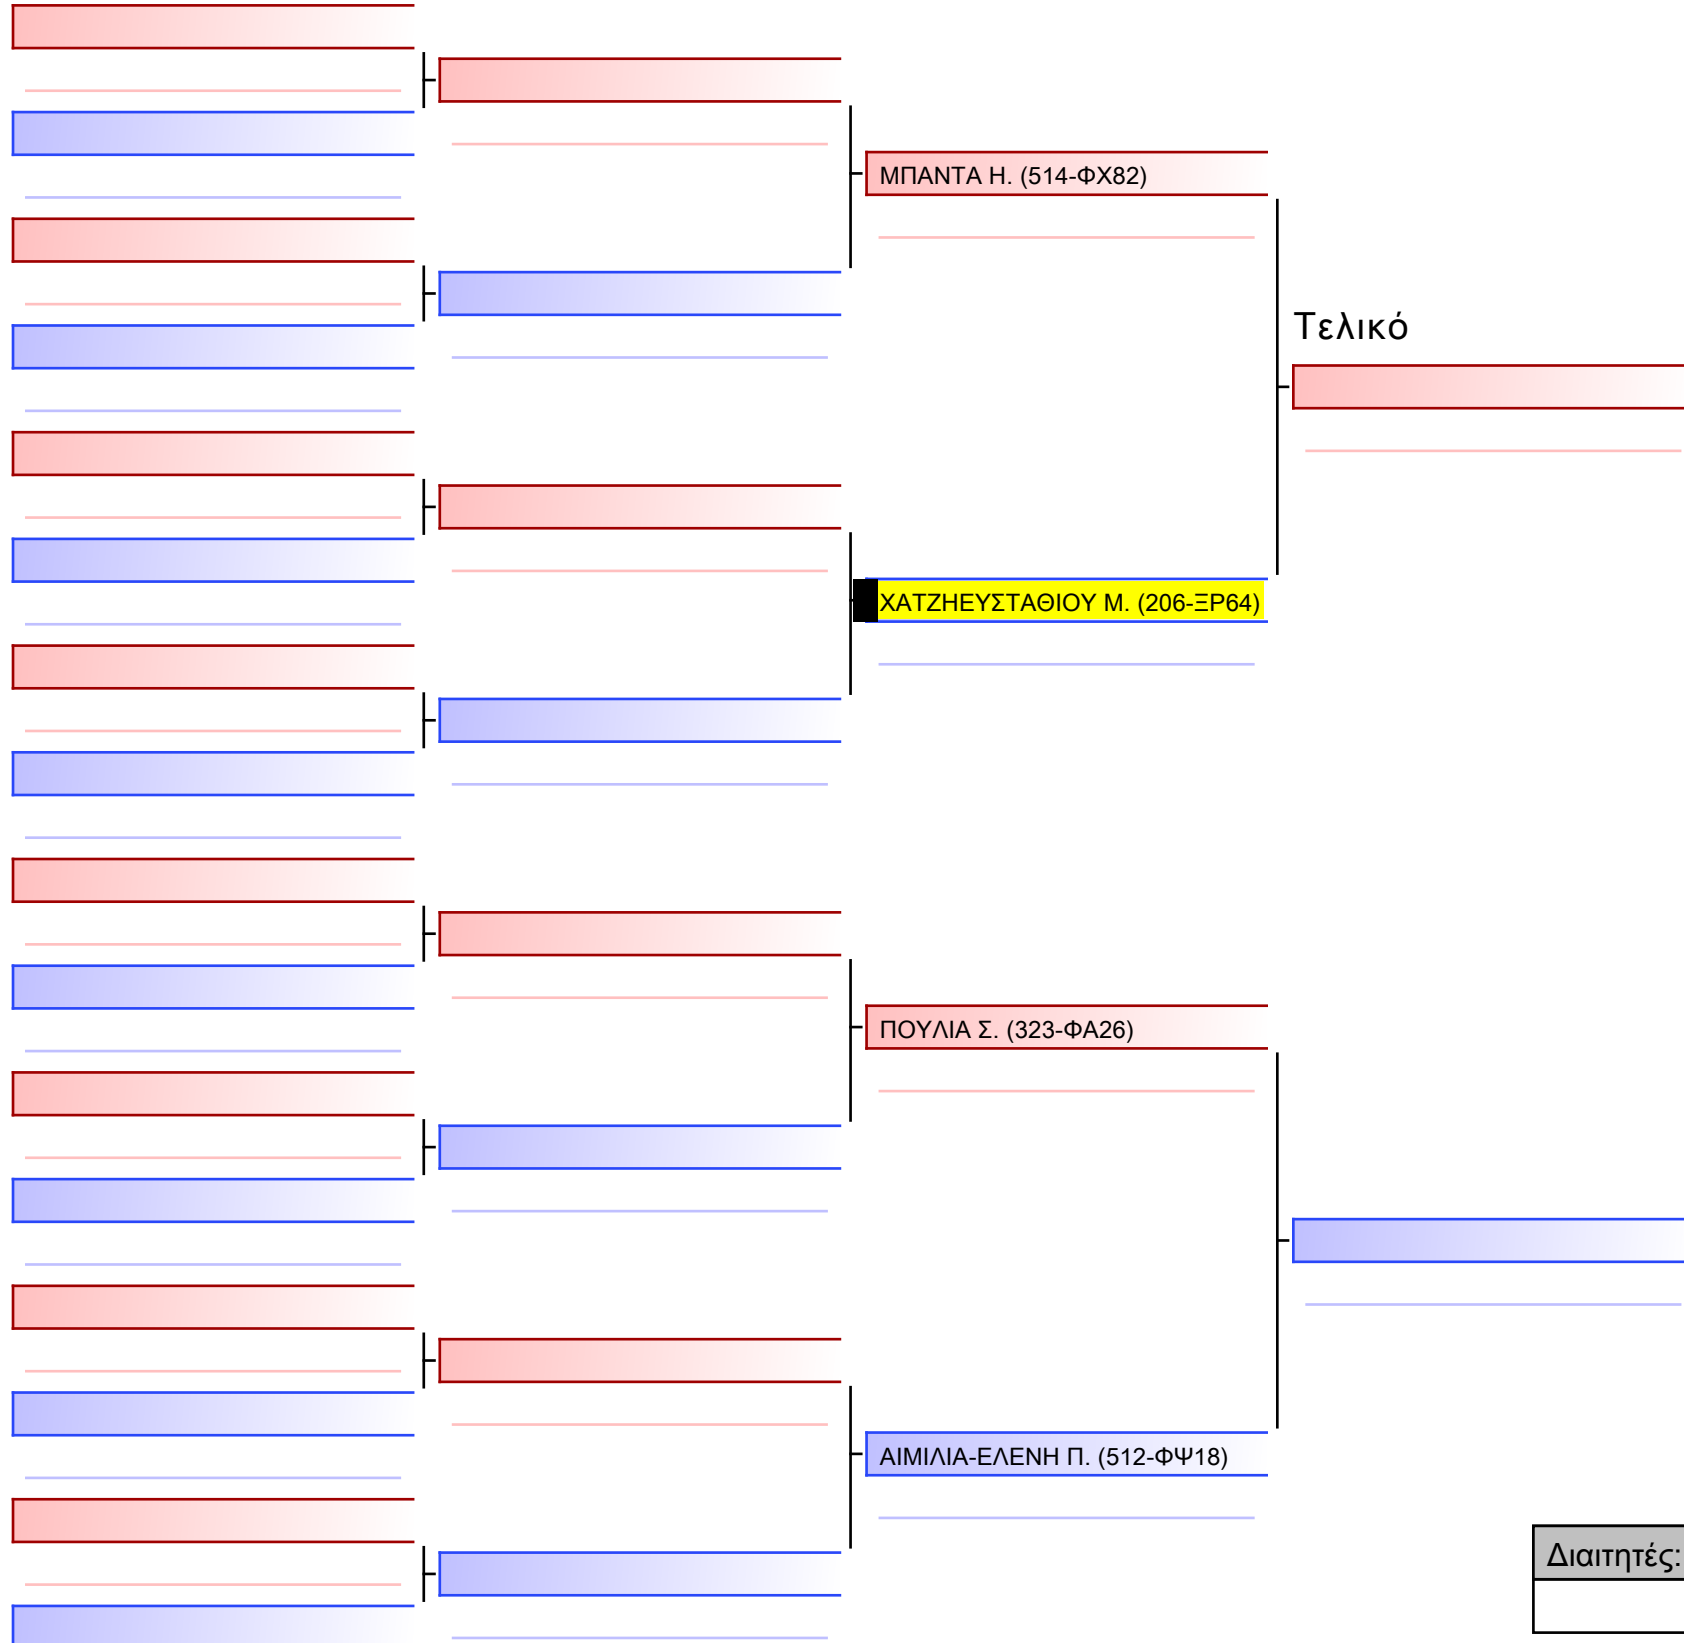 ΜΠΑΝΤΑ Η. (514-ΦΧ82)
Τελικό
ΧΑΤΖΗΕΥΣΤΑΘΙΟΥ Μ. (206-ΞΡ64)
ΠΟΥΛΙΑ Σ. (323-ΦΑ26)
ΑΙΜΙΛΙΑ-ΕΛΕΝΗ Π. (512-ΦΨ18)
Διαιτητές: